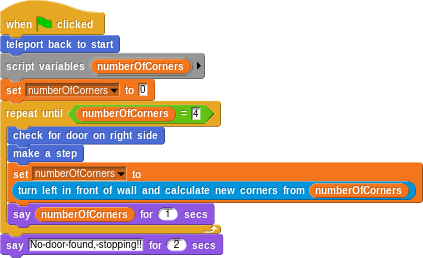 when clicked
teleport back to start
script variables numberOfCorners
set numberOfCorners to 0
repeat until numberOfCorners = 4
check for door on right side
make a step
set numberOfCorners to
turn left in front of wall and calculate new corners from numberOfCorners
say numberOfCorners for 1 secs
say No-door-found,-stopping!! for 2 secs